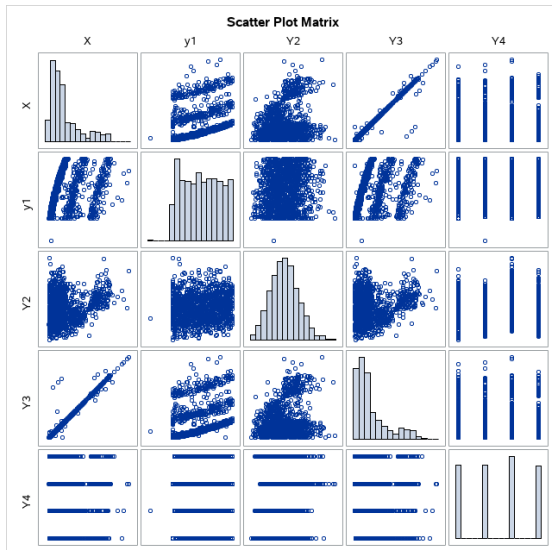 Scatter Plot Matrix
X y1 Y2 Y3 Y4
X
y1
Y2
Y3
Y4